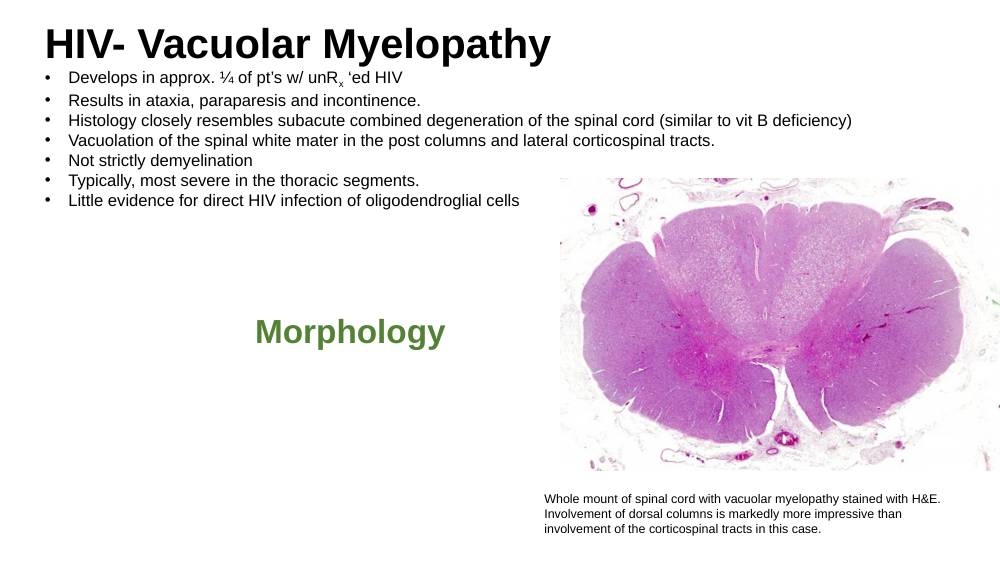 HIV- Vacuolar Myelopathy
• Develops in approx. ¼ of pt’s w/ unRx ‘ed HIV
• Results in ataxia, paraparesis and incontinence.
• Histology closely resembles subacute combined degeneration of the spinal cord (similar to vit B deficiency)
• Vacuolation of the spinal white mater in the post columns and lateral corticospinal tracts.
• Not strictly demyelination
• Typically, most severe in the thoracic segments.
• Little evidence for direct HIV infection of oligodendroglial cells
Morphology
Whole mount of spinal cord with vacuolar myelopathy stained with H&E.
Involvement of dorsal columns is markedly more impressive than
involvement of the corticospinal tracts in this case.